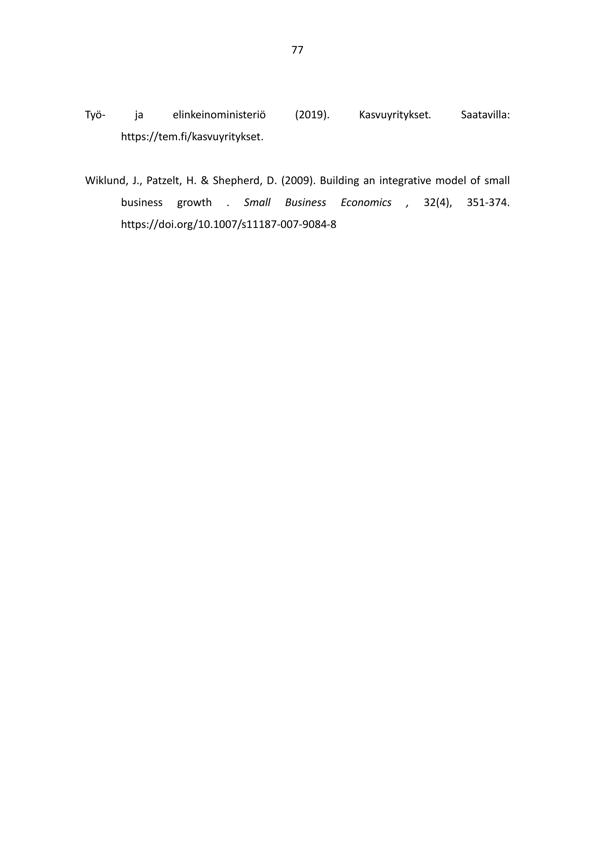 77
Työ- ja elinkeinoministeriö (2019). Kasvuyritykset. Saatavilla:
https://tem.fi/kasvuyritykset.
Wiklund, J., Patzelt, H. & Shepherd, D. (2009). Building an integrative model of small
business growth . Small Business Economics , 32(4), 351-374.
https://doi.org/10.1007/s11187-007-9084-8